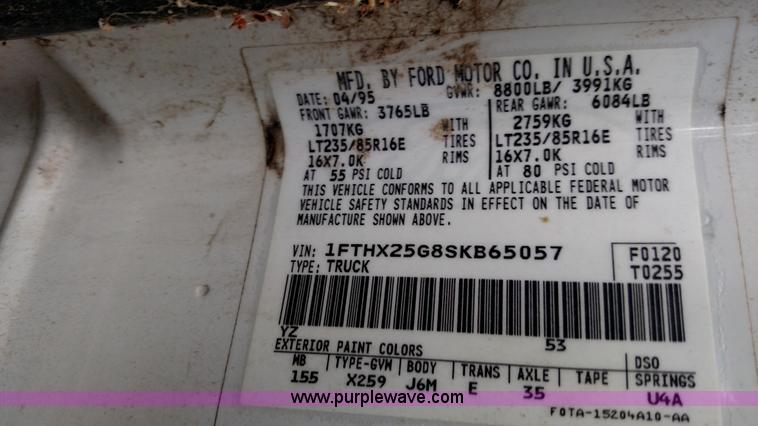 MFD. BY FORD MOTOR CO. IN U.S.A.
DATE: 04/95 GVWR: 8800LB/ 3991KG
FRONT GAWR: 3765LB REAR GAWR: 6084LB
1707KG WITH 2759KG WITH
LT235/85R16E TIRES LT235/85R16E TIRES
16X7.0K RIMS 16X7.0K RIMS
AT 55 PSI COLD AT 80 PSI COLD
THIS VEHICLE CONFORMS TO ALL APPLICABLE FEDERAL MOTOR
VEHICLE SAFETY STANDARDS IN EFFECT ON THE DATE OF
MANUFACTURE SHOWN ABOVE.
VIN: 1FTHX25G8SKB65057 F0120
TYPE: TRUCK T0255
YZ
EXTERIOR PAINT COLORS 53 DSO
WB TYPE-GVW BODY TRANS AXLE TAPE SPRINGS
155 X259 J6M E 35 U4A
F0TA-15204A10-AA
www.purplewave.com